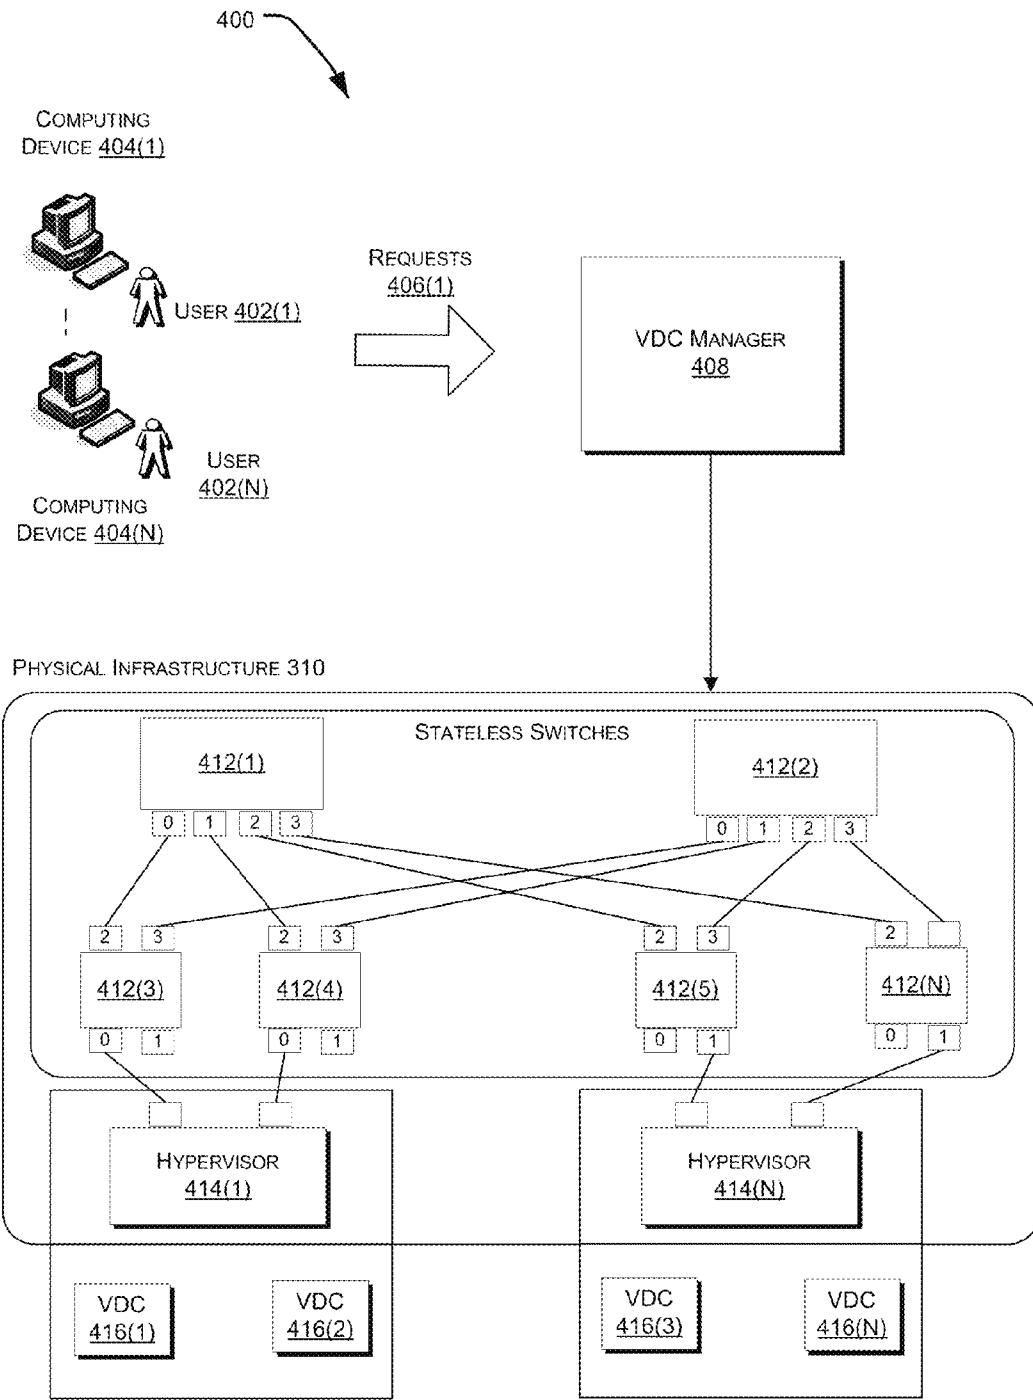 400
COMPUTING
DEVICE 404(1)
REQUESTS
406(1)
USER 402(1)
VDC MANAGER
408
USER
402(N)
COMPUTING
DEVICE 404(N)
PHYSICAL INFRASTRUCTURE 310
STATELESS SWITCHES
412(1)
412(2)
0 1 2 3
0 1 2 3
2 3
2 3
2 3
2
412(3)
412(4)
412(5)
412(N)
0 1
0 1
0 1
0 1
HYPERVISOR
414(1)
HYPERVISOR
414(N)
VDC
416(1)
VDC
416(2)
VDC
416(3)
VDC
416(N)